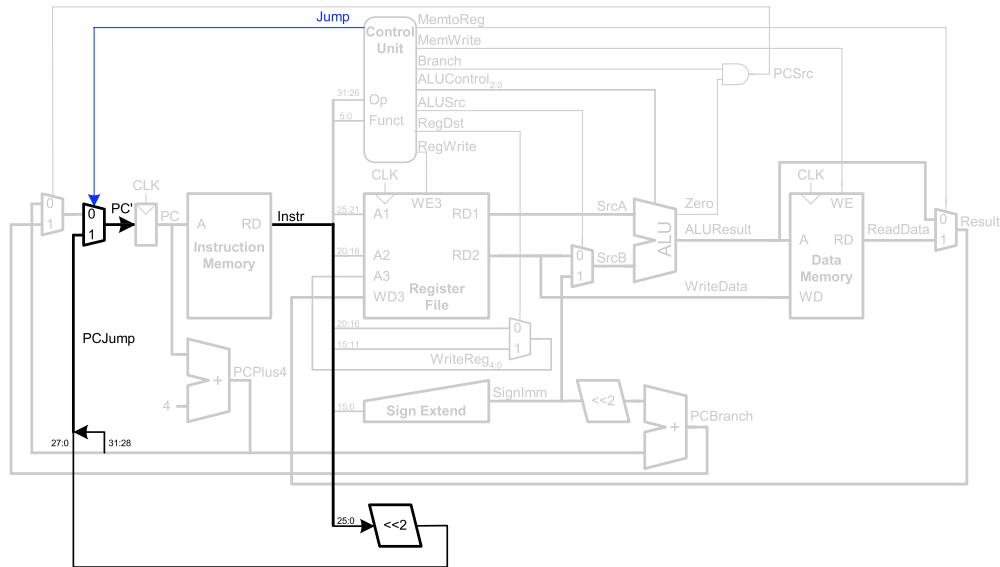 Jump
MemtoReg
Control
Unit
MemWrite
Branch
PCSrc
ALUControl2:0
31:26
Op
ALUSrc
5:0
Funct
RegDst
RegWrite
CLK
CLK
CLK
0
1
0
1
PC'
PC
A
RD
Instruction
Memory
Instr
25:21
A1
WE3
RD1
SrcA
Zero
ALU
ALUResult
WE
A
RD
ReadData
0
1
Result
20:16
A2
RD2
0
1
SrcB
A3
Register
File
WD3
Data
Memory
WriteData
WD
20:16
0
15:11
1
WriteReg4:0
PCJump
+
PCPlus4
4
SignImm
15:0
Sign Extend
<<2
+
PCBranch
27:0
31:28
25:0
<<2